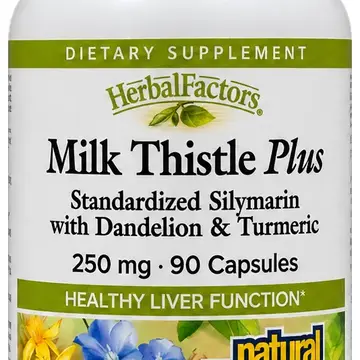 DIETARY SUPPLEMENT
HerbalFactors®
Milk Thistle Plus
Standardized Silymarin
with Dandelion & Turmeric
250 mg · 90 Capsules
HEALTHY LIVER FUNCTION*
natural